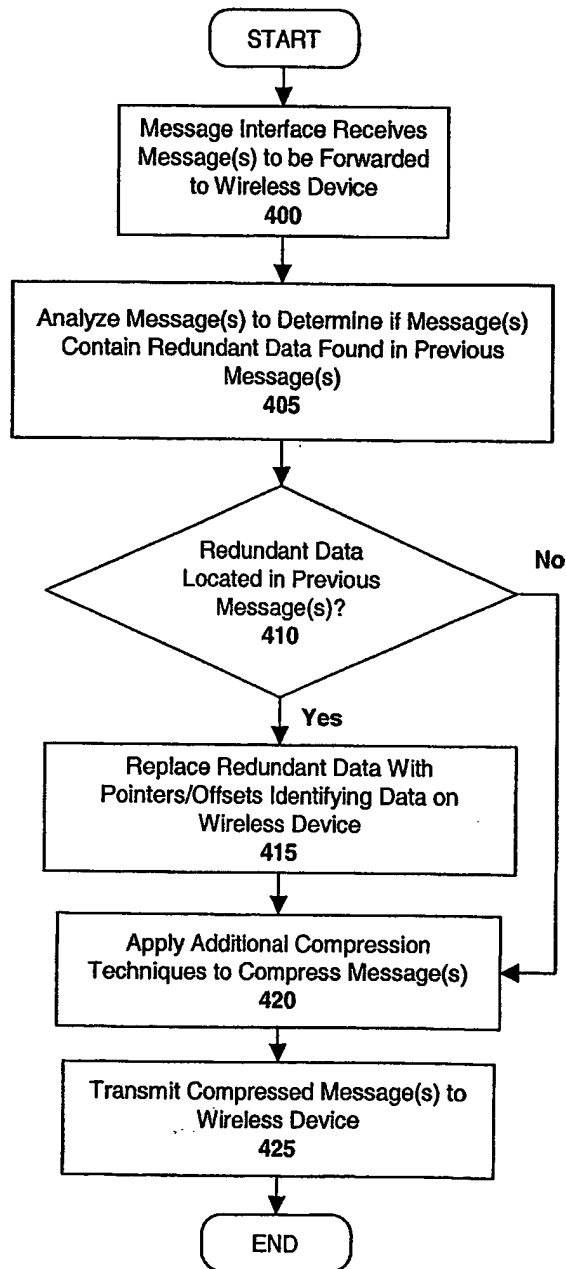 START
Message Interface Receives
Message(s) to be Forwarded
to Wireless Device
400
Analyze Message(s) to Determine if Message(s)
Contain Redundant Data Found in Previous
Message(s)
405
Redundant Data
Located in Previous
Message(s)?
410
No
Yes
Replace Redundant Data With
Pointers/Offsets Identifying Data on
Wireless Device
415
Apply Additional Compression
Techniques to Compress Message(s)
420
Transmit Compressed Message(s) to
Wireless Device
425
END